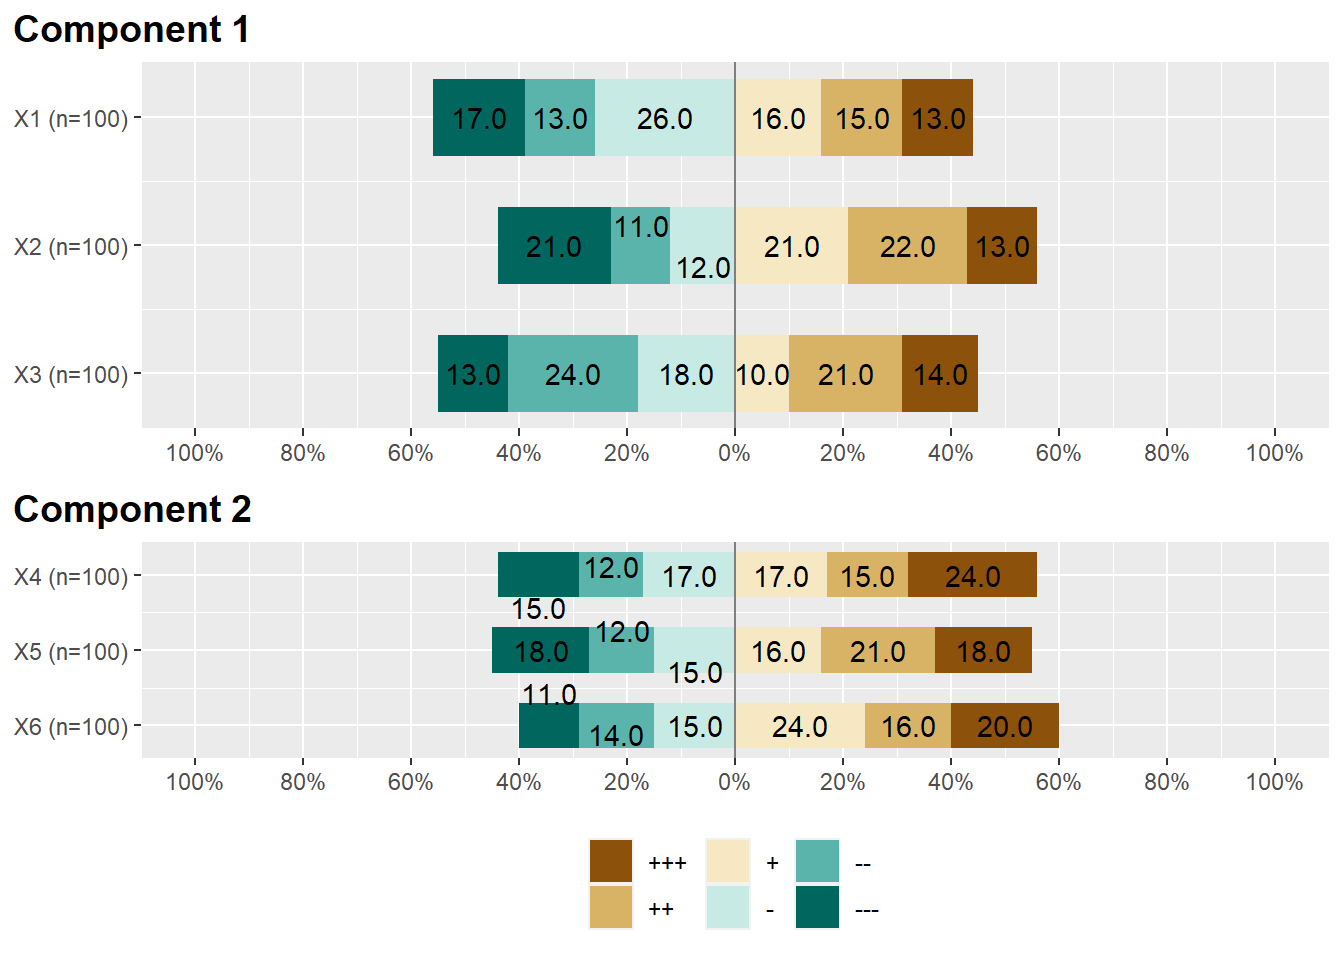 Component 1
X1 (n=100) 17.0 13.0 26.0 16.0 15.0 13.0
X2 (n=100) 21.0 11.0 12.0 21.0 22.0 13.0
X3 (n=100) 13.0 24.0 18.0 10.0 21.0 14.0
100% 80% 60% 40% 20% 0% 20% 40% 60% 80% 100%
Component 2
X4 (n=100) 15.0 12.0 17.0 17.0 15.0 24.0
X5 (n=100) 18.0 12.0 15.0 16.0 21.0 18.0
X6 (n=100) 11.0 14.0 15.0 24.0 16.0 20.0
100% 80% 60% 40% 20% 0% 20% 40% 60% 80% 100%
+++ + --
++ - ---